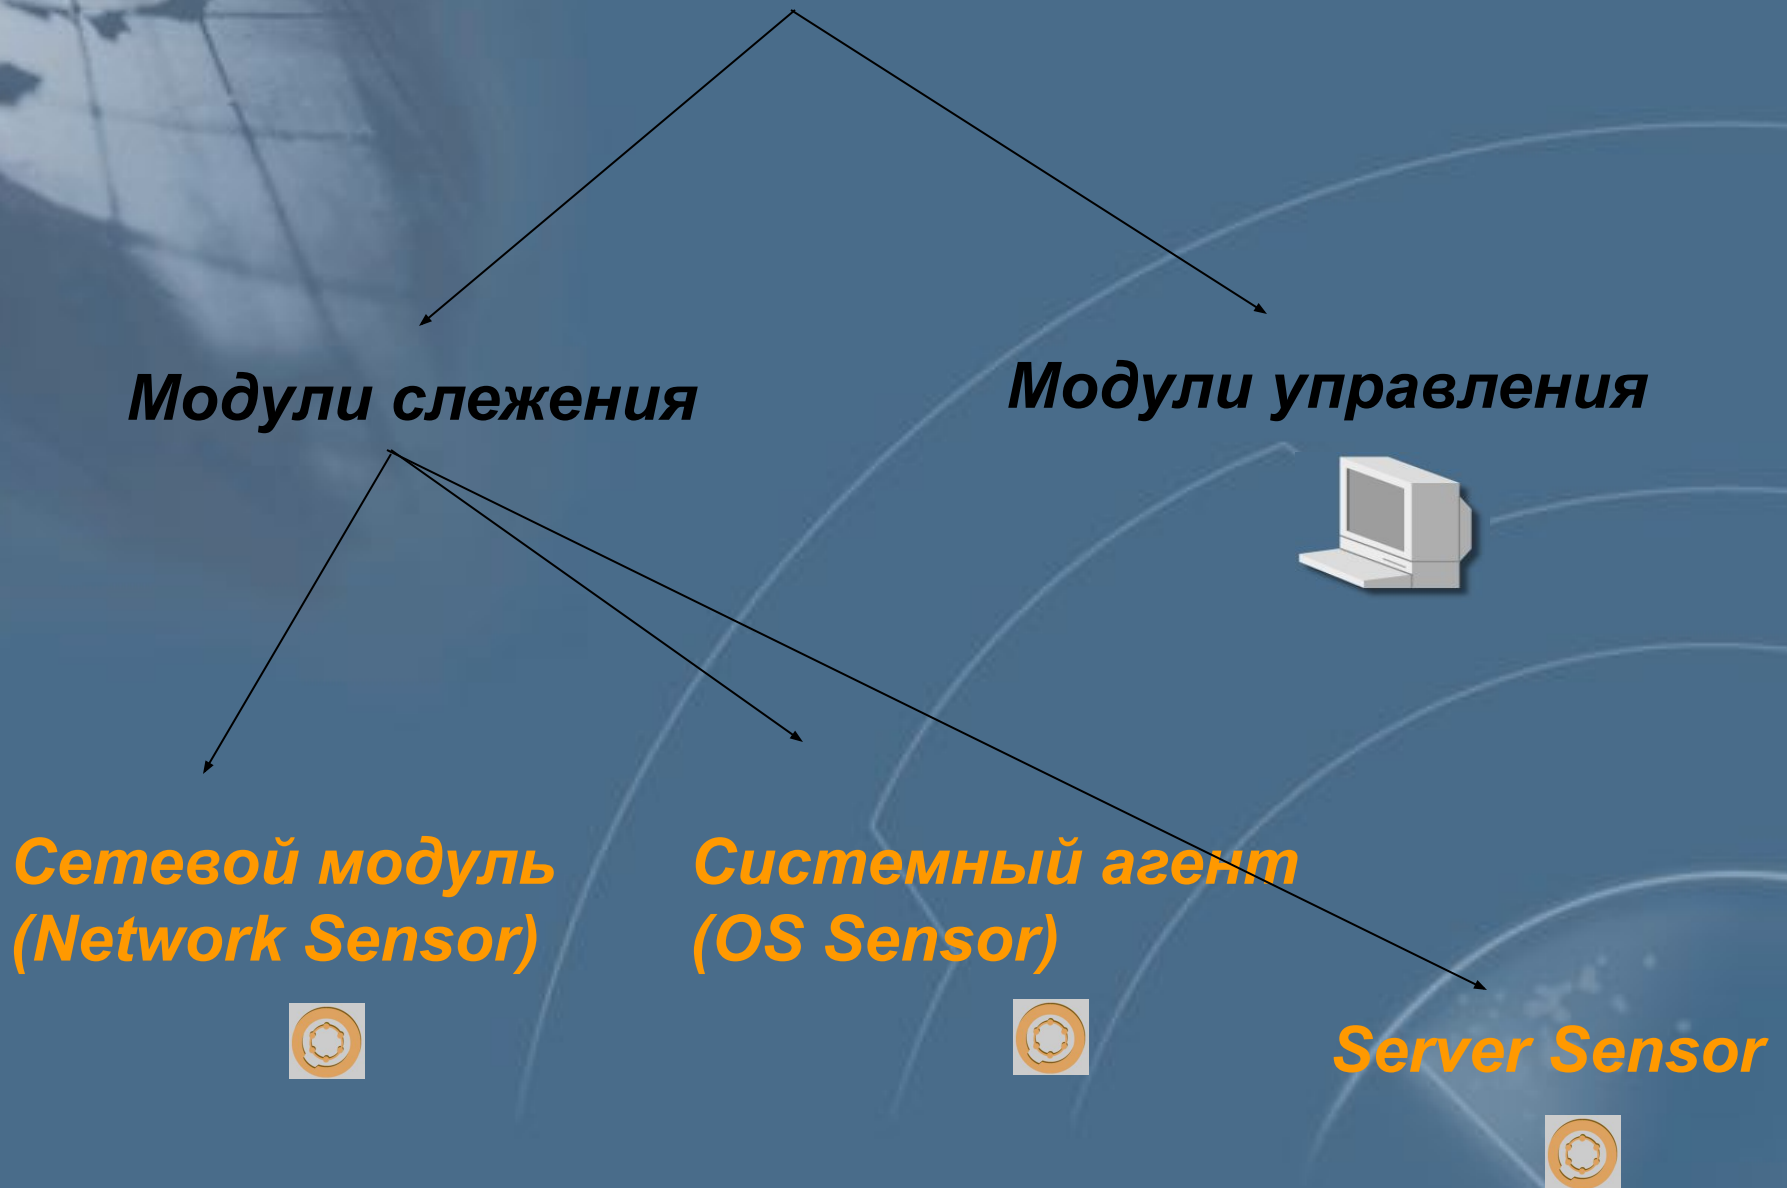 Модули слежения
Модули управления
Сетевой модуль
(Network Sensor)
Системный агент
(OS Sensor)
Server Sensor